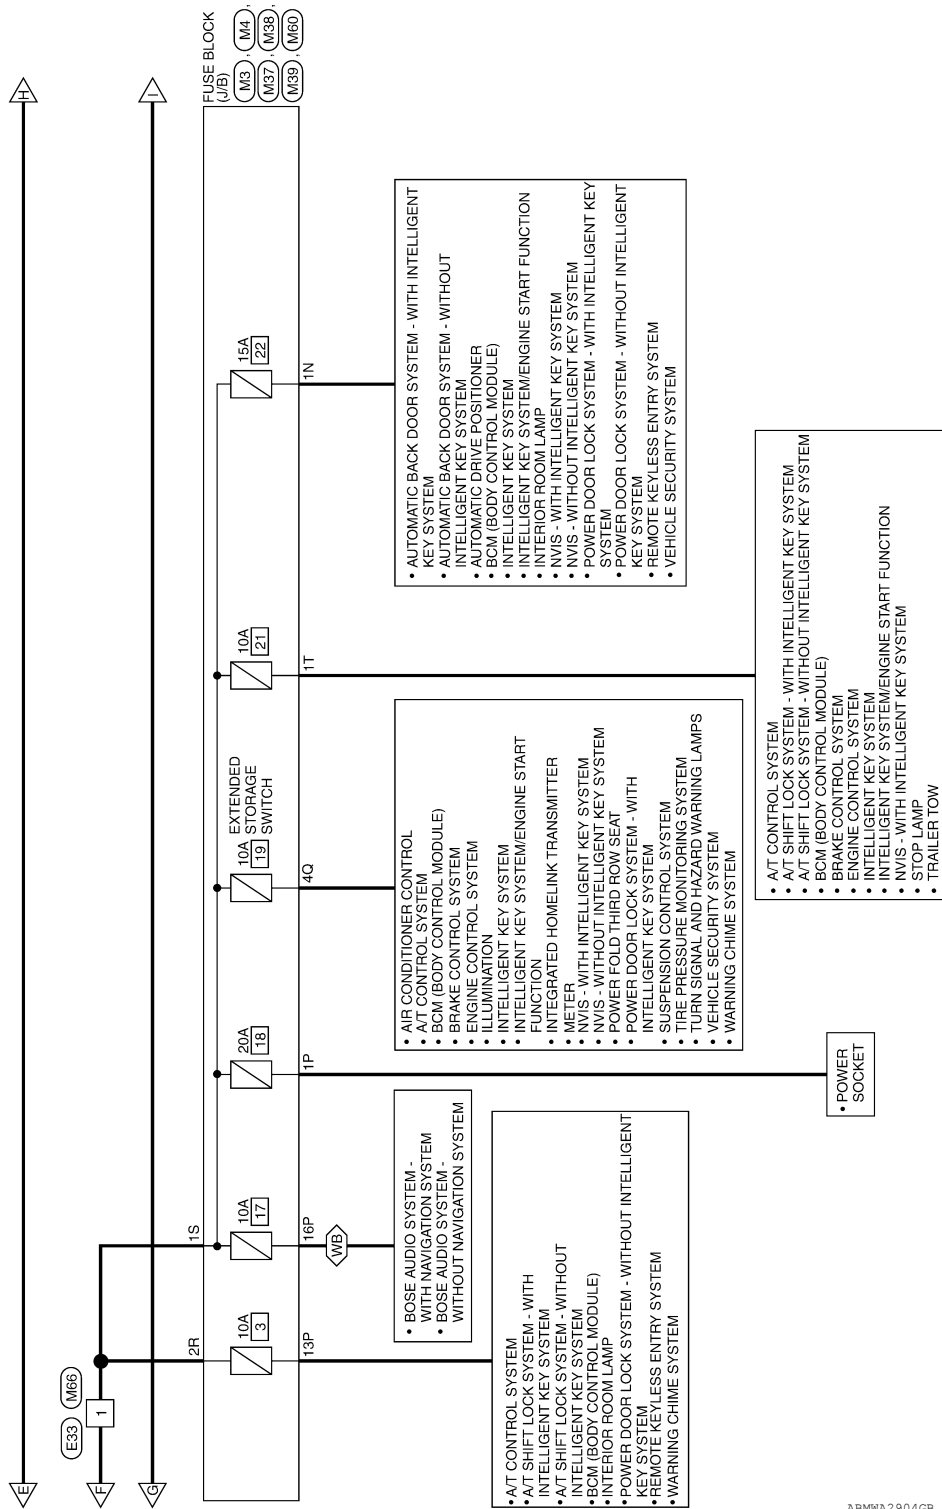 E
H
E33
M66
F
1
G
I
2R
1S
FUSE BLOCK
(J/B)
M3 , M4 ,
M37 , M38 ,
M39 , M60
10A
3
10A
17
20A
18
10A
19
EXTENDED
STORAGE
SWITCH
10A
21
15A
22
13P
16P
1P
4Q
1T
1N
WB
• A/T CONTROL SYSTEM
• A/T SHIFT LOCK SYSTEM - WITH
INTELLIGENT KEY SYSTEM
• A/T SHIFT LOCK SYSTEM - WITHOUT
INTELLIGENT KEY SYSTEM
• BCM (BODY CONTROL MODULE)
• INTERIOR ROOM LAMP
• POWER DOOR LOCK SYSTEM - WITHOUT INTELLIGENT
KEY SYSTEM
• REMOTE KEYLESS ENTRY SYSTEM
• WARNING CHIME SYSTEM
• BOSE AUDIO SYSTEM -
WITH NAVIGATION SYSTEM
• BOSE AUDIO SYSTEM -
WITHOUT NAVIGATION SYSTEM
• POWER
SOCKET
• AIR CONDITIONER CONTROL
• A/T CONTROL SYSTEM
• BCM (BODY CONTROL MODULE)
• BRAKE CONTROL SYSTEM
• ENGINE CONTROL SYSTEM
• ILLUMINATION
• INTELLIGENT KEY SYSTEM
• INTELLIGENT KEY SYSTEM/ENGINE START
FUNCTION
• INTEGRATED HOMELINK TRANSMITTER
• METER
• NVIS - WITH INTELLIGENT KEY SYSTEM
• NVIS - WITHOUT INTELLIGENT KEY SYSTEM
• POWER FOLD THIRD ROW SEAT
• POWER DOOR LOCK SYSTEM - WITH
INTELLIGENT KEY SYSTEM
• SUSPENSION CONTROL SYSTEM
• TIRE PRESSURE MONITORING SYSTEM
• TURN SIGNAL AND HAZARD WARNING LAMPS
• VEHICLE SECURITY SYSTEM
• WARNING CHIME SYSTEM
• A/T CONTROL SYSTEM
• A/T SHIFT LOCK SYSTEM - WITH INTELLIGENT KEY SYSTEM
• A/T SHIFT LOCK SYSTEM - WITHOUT INTELLIGENT KEY SYSTEM
• BCM (BODY CONTROL MODULE)
• BRAKE CONTROL SYSTEM
• ENGINE CONTROL SYSTEM
• INTELLIGENT KEY SYSTEM
• INTELLIGENT KEY SYSTEM/ENGINE START FUNCTION
• NVIS - WITH INTELLIGENT KEY SYSTEM
• STOP LAMP
• TRAILER TOW
• AUTOMATIC BACK DOOR SYSTEM - WITH INTELLIGENT
KEY SYSTEM
• AUTOMATIC BACK DOOR SYSTEM - WITHOUT
INTELLIGENT KEY SYSTEM
• AUTOMATIC DRIVE POSITIONER
• BCM (BODY CONTROL MODULE)
• INTELLIGENT KEY SYSTEM
• INTELLIGENT KEY SYSTEM/ENGINE START FUNCTION
• INTERIOR ROOM LAMP
• NVIS - WITH INTELLIGENT KEY SYSTEM
• NVIS - WITHOUT INTELLIGENT KEY SYSTEM
• POWER DOOR LOCK SYSTEM - WITH INTELLIGENT KEY
SYSTEM
• POWER DOOR LOCK SYSTEM - WITHOUT INTELLIGENT
KEY SYSTEM
• REMOTE KEYLESS ENTRY SYSTEM
• VEHICLE SECURITY SYSTEM